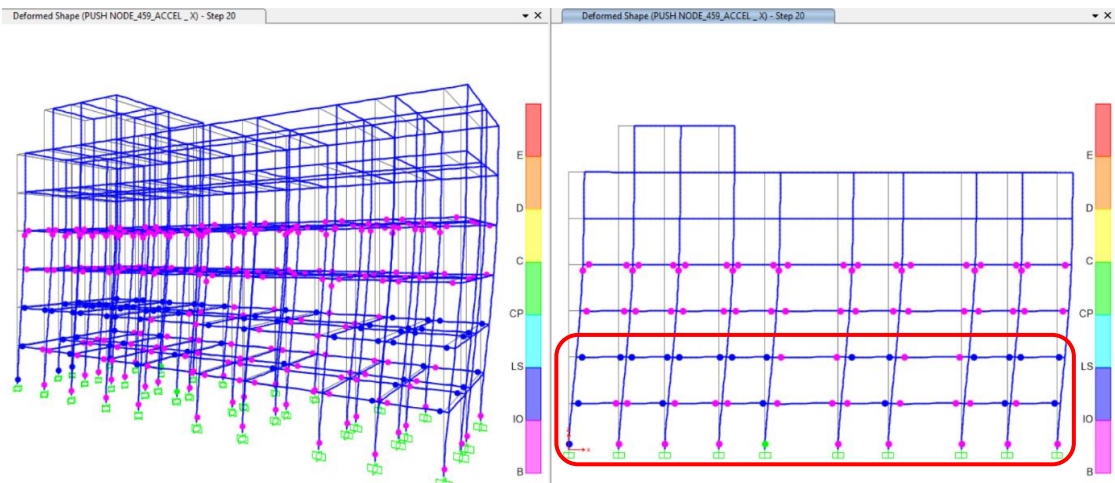 Deformed Shape (PUSH NODE_459_ACCEL _ X) - Step 20
E
D
C
CP
LS
IO
B
Deformed Shape (PUSH NODE_459_ACCEL _ X) - Step 20
E
D
C
CP
LS
IO
B